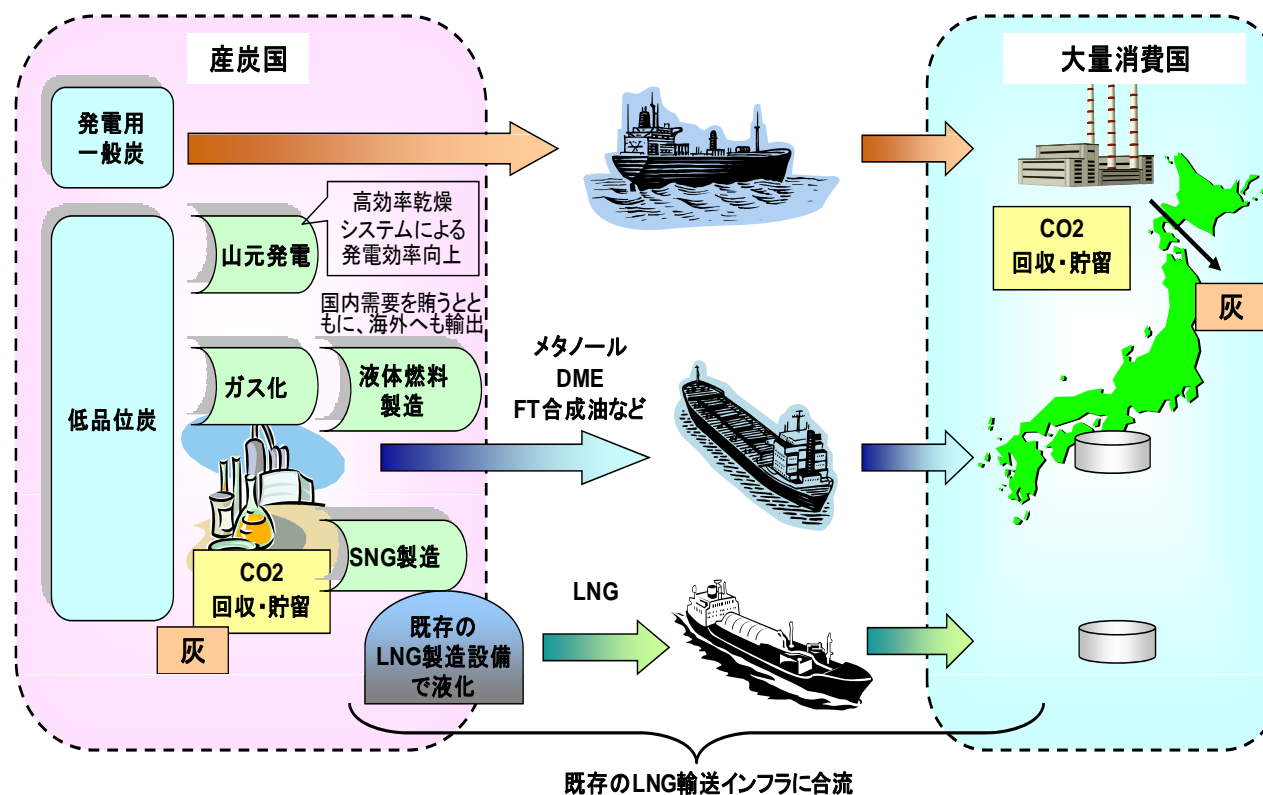 産炭国
大量消費国
発電用
一般炭
高効率乾燥
システムによる
発電効率向上
山元発電
CO2
回収・貯留
灰
国内需要を賄うとと
もに、海外へも輸出
低品位炭
ガス化
液体燃料
製造
メタノール
DME
FT合成油など
SNG製造
CO2
回収・貯留
灰
既存の
LNG製造設備
で液化
LNG
既存のLNG輸送インフラに合流